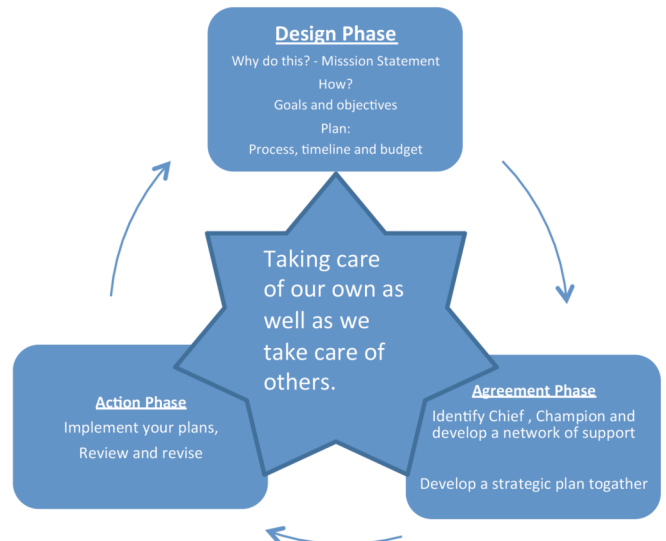 Design Phase
Why do this? - Misssion Statement
How?
Goals and objectives
Plan:
Process, timeline and budget
Taking care
of our own as
well as we
take care of
others.
Agreement Phase
Identify Chief , Champion and
develop a network of support
Develop a strategic plan togather
Action Phase
Implement your plans,
Review and revise